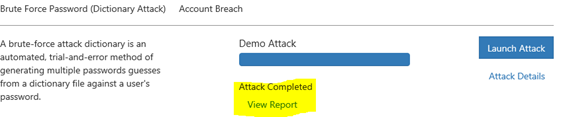 Brute Force Password (Dictionary Attack) Account Breach
A brute-force attack dictionary is an
automated, trial-and-error method of
generating multiple passwords guesses
from a dictionary file against a user's
password.
Demo Attack
Attack Completed
View Report
Launch Attack
Attack Details